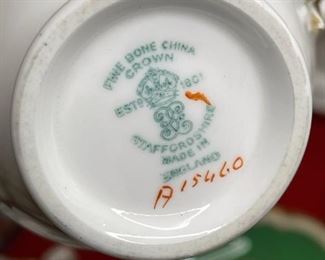 FINE BONE CHINA
CROWN
ESTD 1801
STAFFORDSHIRE
MADE IN
ENGLAND
A15460